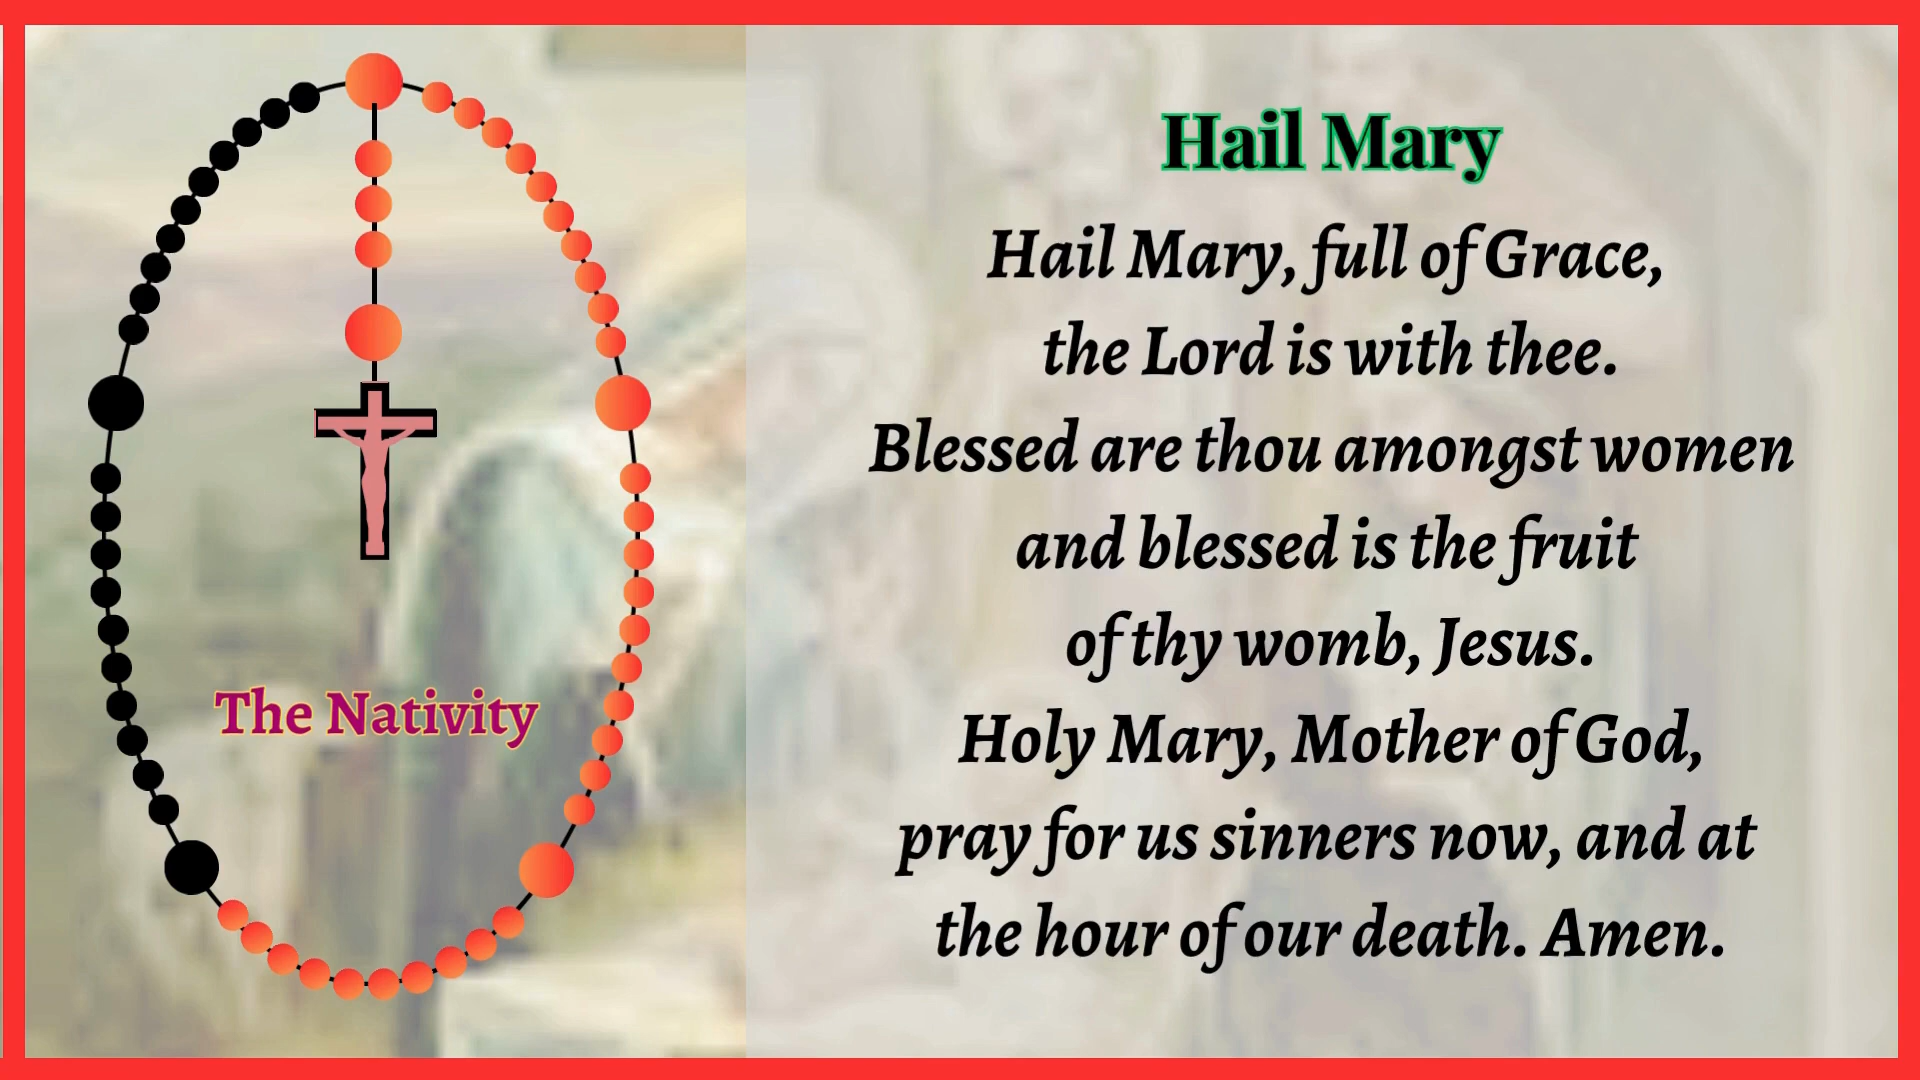 Hail Mary
Hail Mary, full of Grace,
the Lord is with thee.
Blessed are thou amongst women
and blessed is the fruit
of thy womb, Jesus.
Holy Mary, Mother of God,
pray for us sinners now, and at
the hour of our death. Amen.
The Nativity